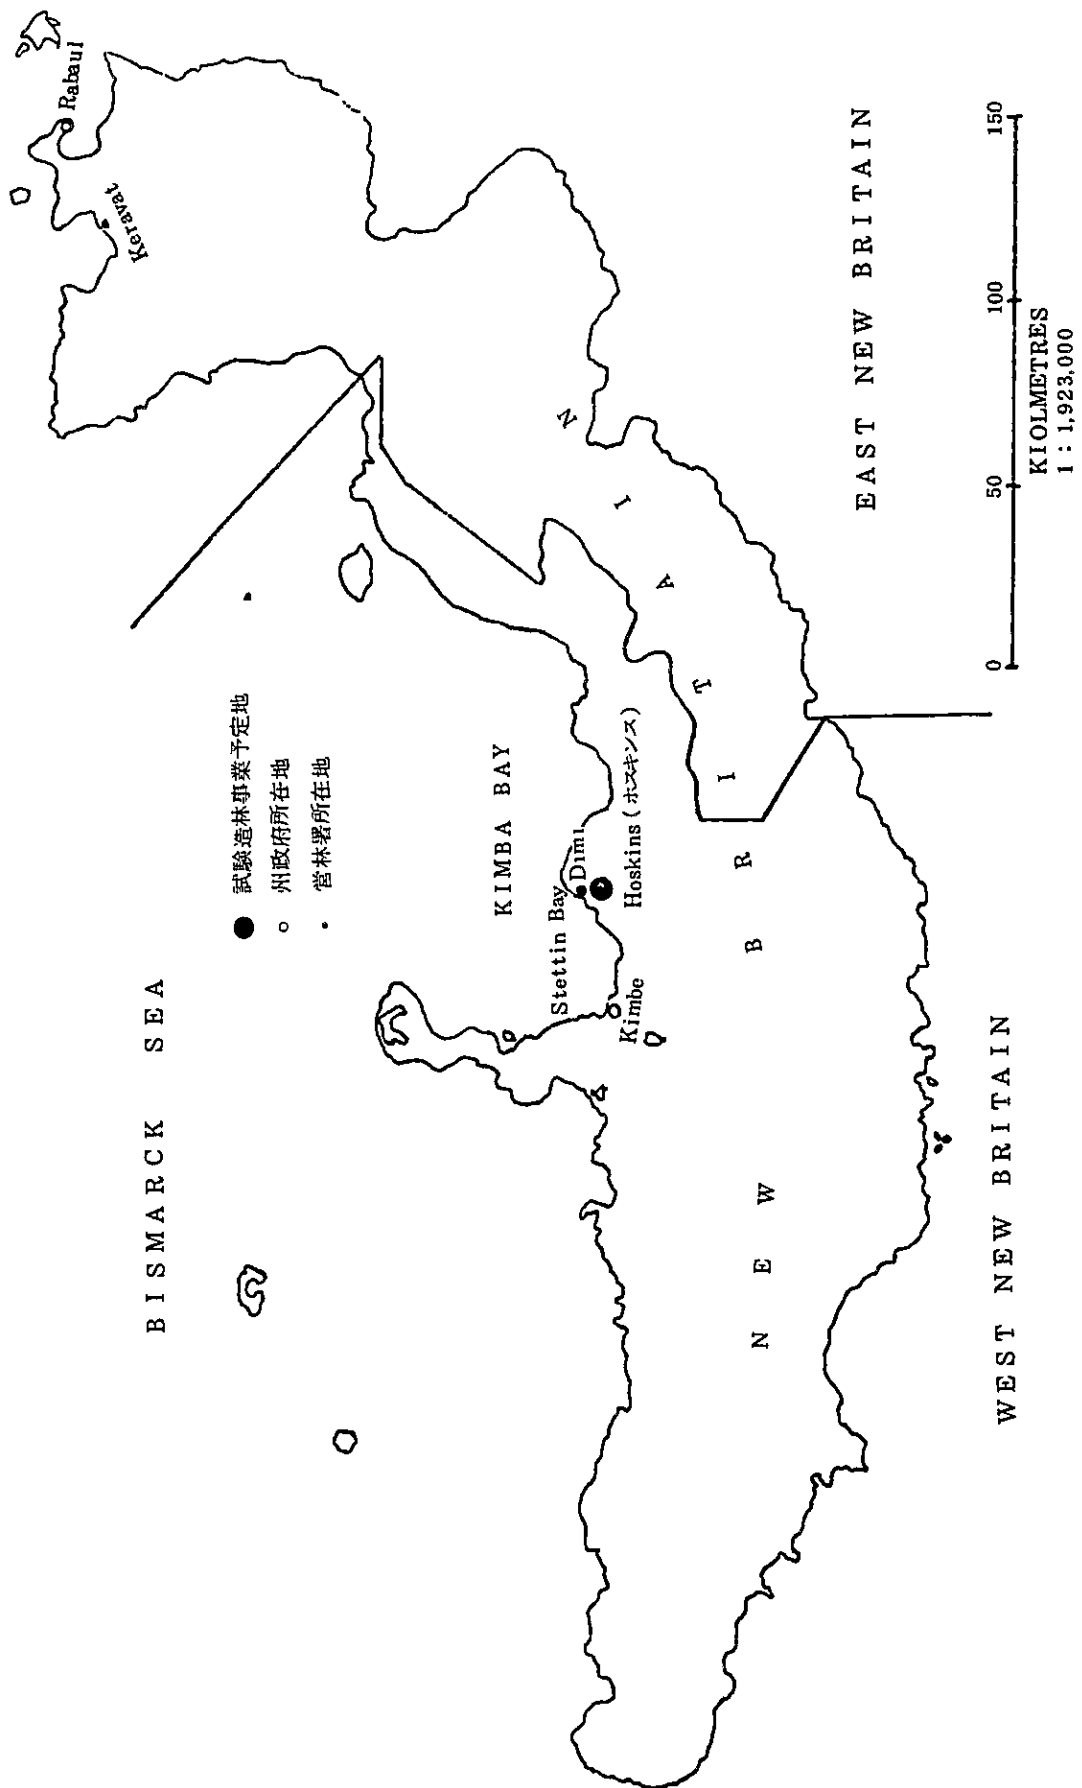 BISMARCK SEA
● 試験造林事業予定地
○ 州政府所在地
・ 営林署所在地
Rabaul
Keravat
KIMBA BAY
Stettin Bay
Dimi
Hoskins (ホスキンス)
Kimbe
NEW BRITAIN
WEST NEW BRITAIN
EAST NEW BRITAIN
0 50 100 150
KIOLMETRES
1 : 1,923,000